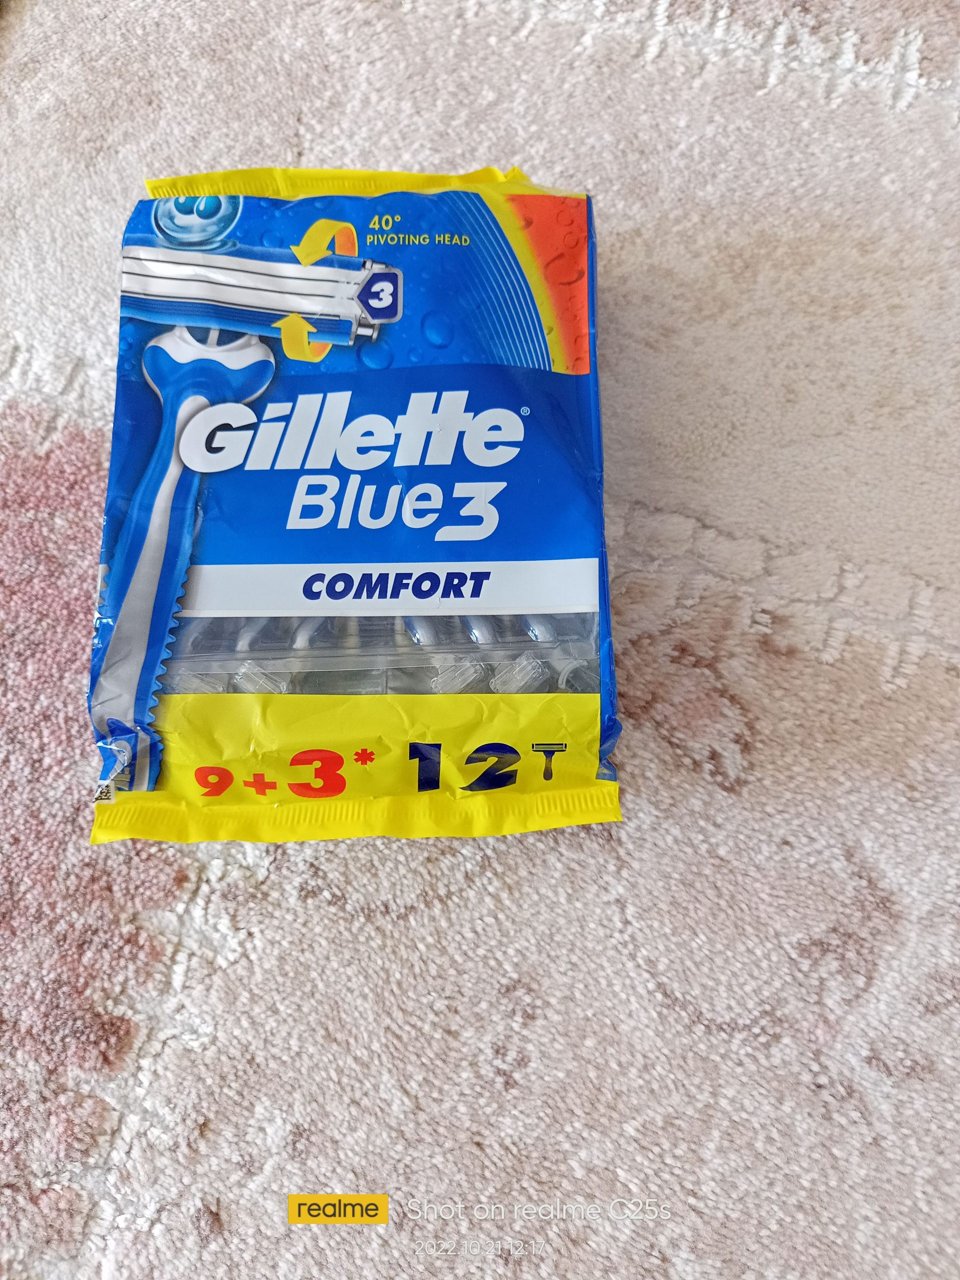 40°
PIVOTING HEAD
3
Gillette®
Blue3
COMFORT
9+3* 12
realme Shot on realme C25s
2022.10.21 12:17